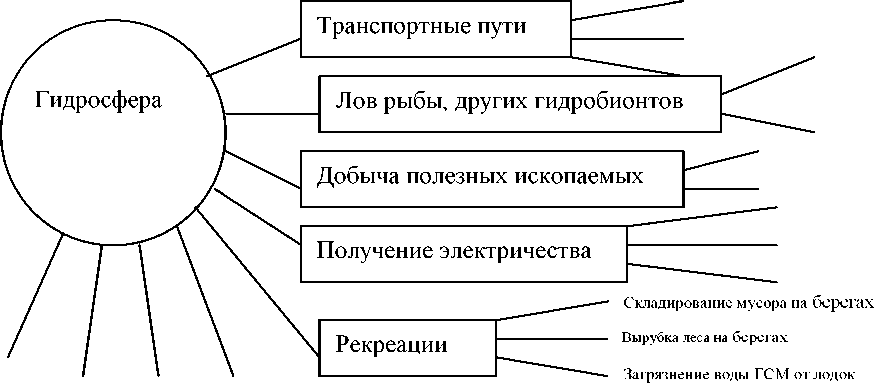 Транспортные пути
Гидросфера
Лов рыбы, других гидробионтов
Добыча полезных ископаемых
Получение электричества
Складирование мусора на берегах
Вырубка леса на берегах
Рекреации
Загрязнение воды ГСМ от лодок